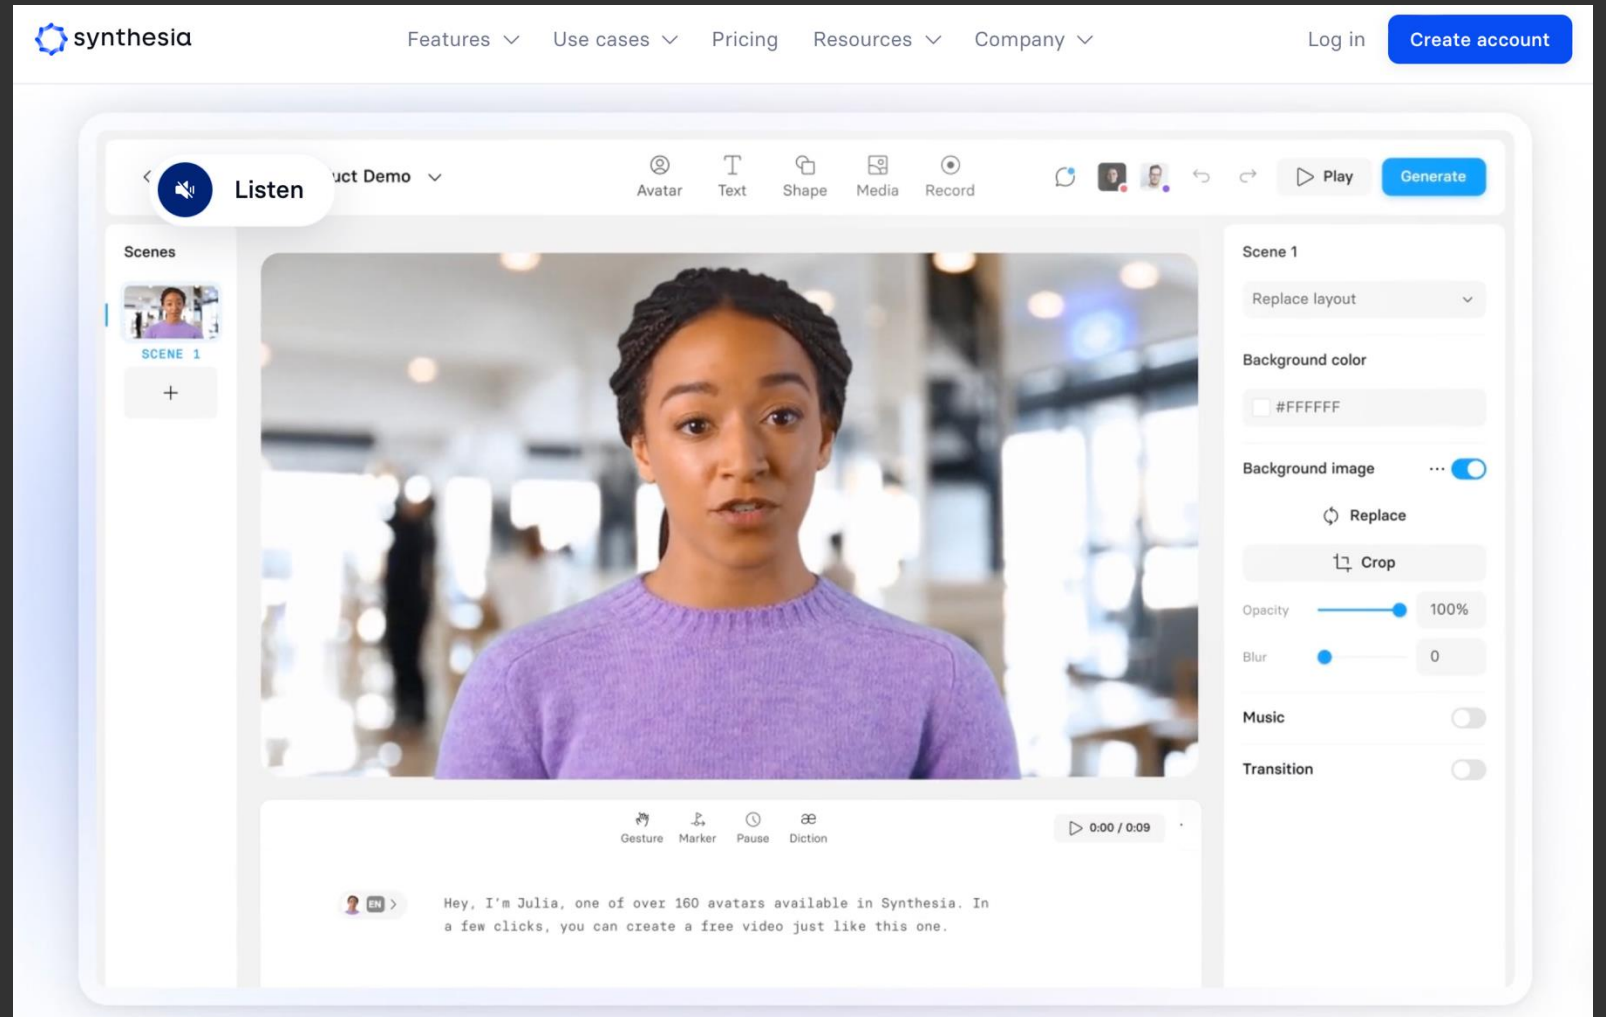 synthesia
Features Use cases Pricing Resources Company Log in Create account
Listen
uct Demo
Avatar Text Shape Media Record
Play Generate
Scenes
SCENE 1
+
Scene 1
Replace layout
Background color
#FFFFFF
Background image
Replace
Crop
Opacity 100%
Blur 0
Music
Transition
Gesture Marker Pause æ Diction
0:00 / 0:09
EN
Hey, I'm Julia, one of over 160 avatars available in Synthesia. In
a few clicks, you can create a free video just like this one.